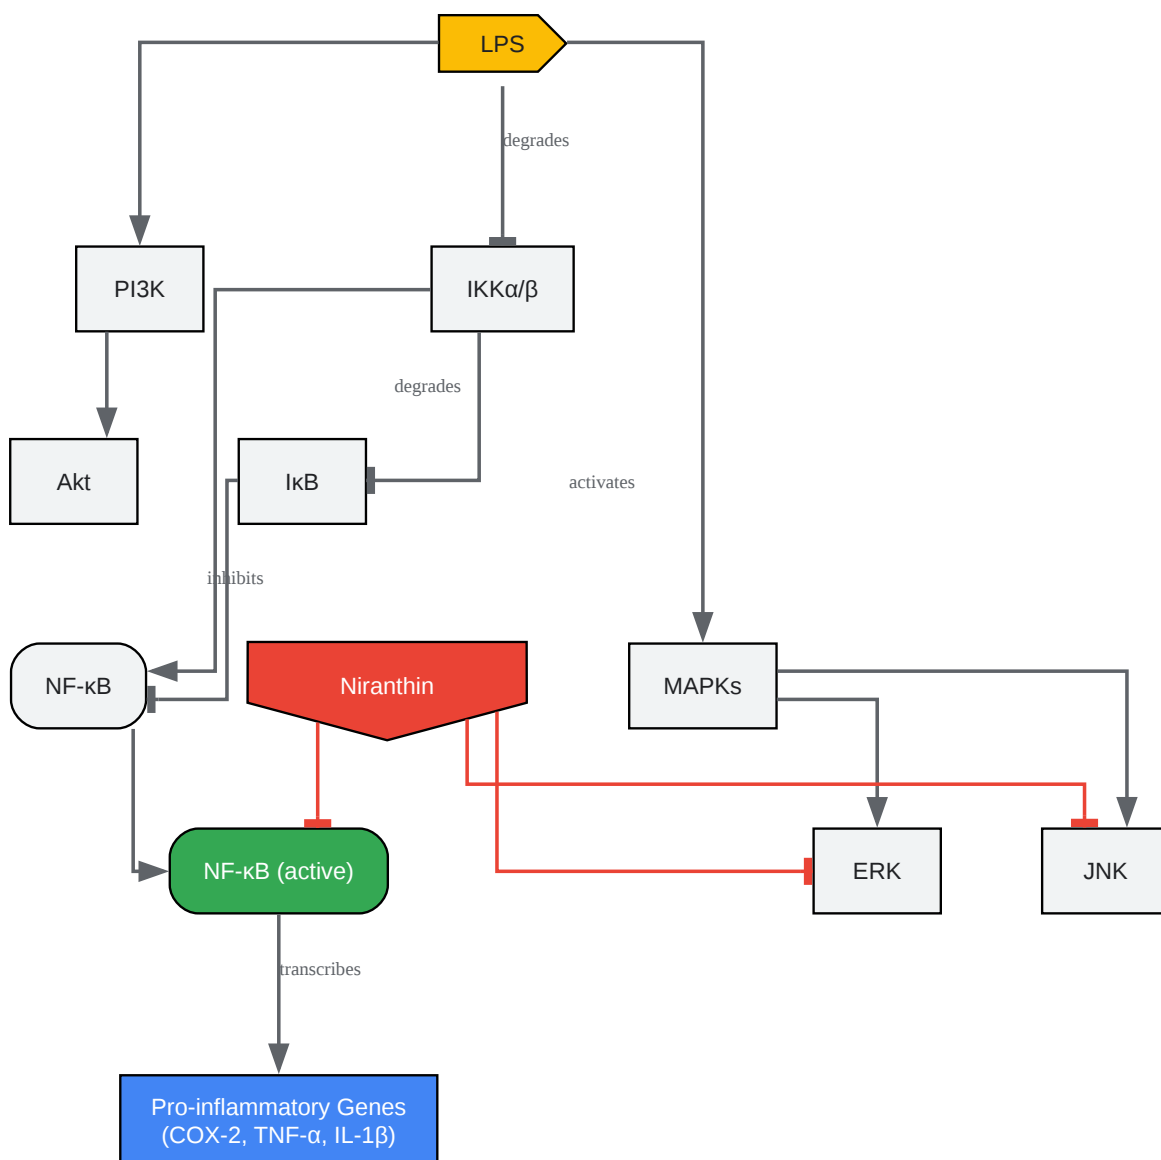 LPS
degrades
PI3K
IKKα/β
degrades
Akt
IκB
activates
inhibits
NF-κB
Niranthin
MAPKs
NF-κB (active)
ERK
JNK
transcribes
Pro-inflammatory Genes
(COX-2, TNF-α, IL-1β)